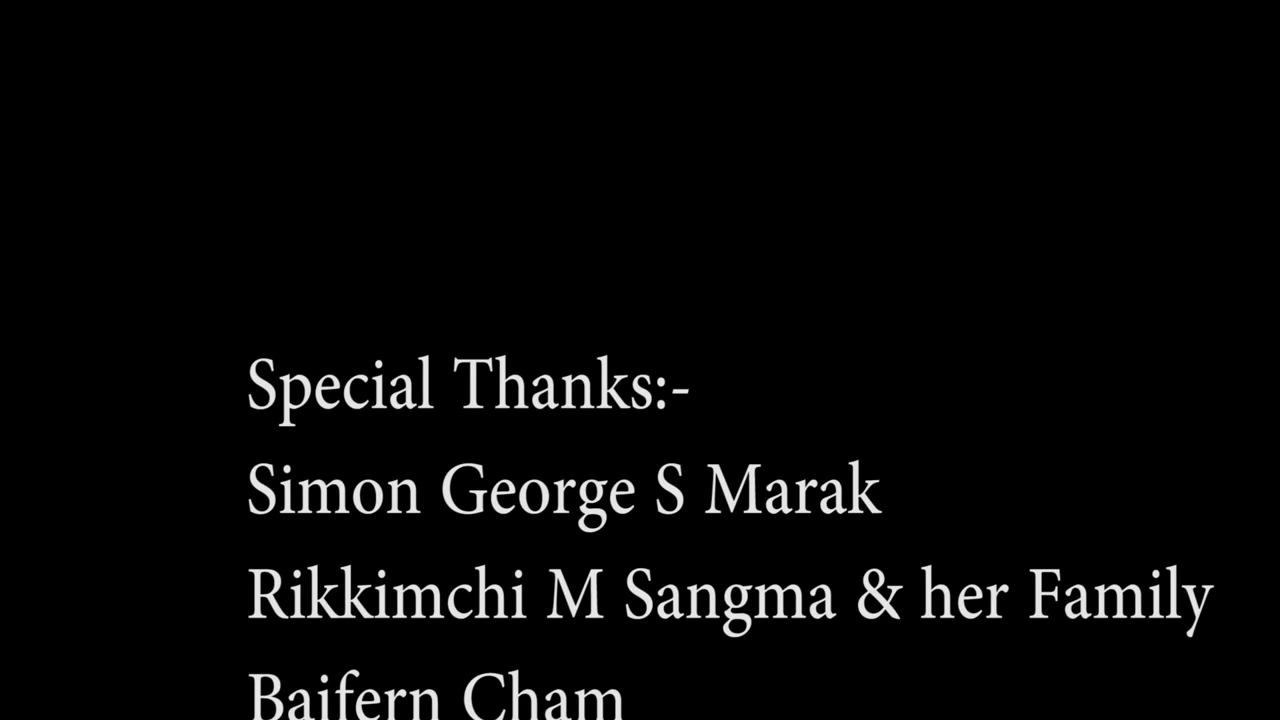 Special Thanks:-
Simon George S Marak
Rikkimchi M Sangma & her Family
Baifern Cham